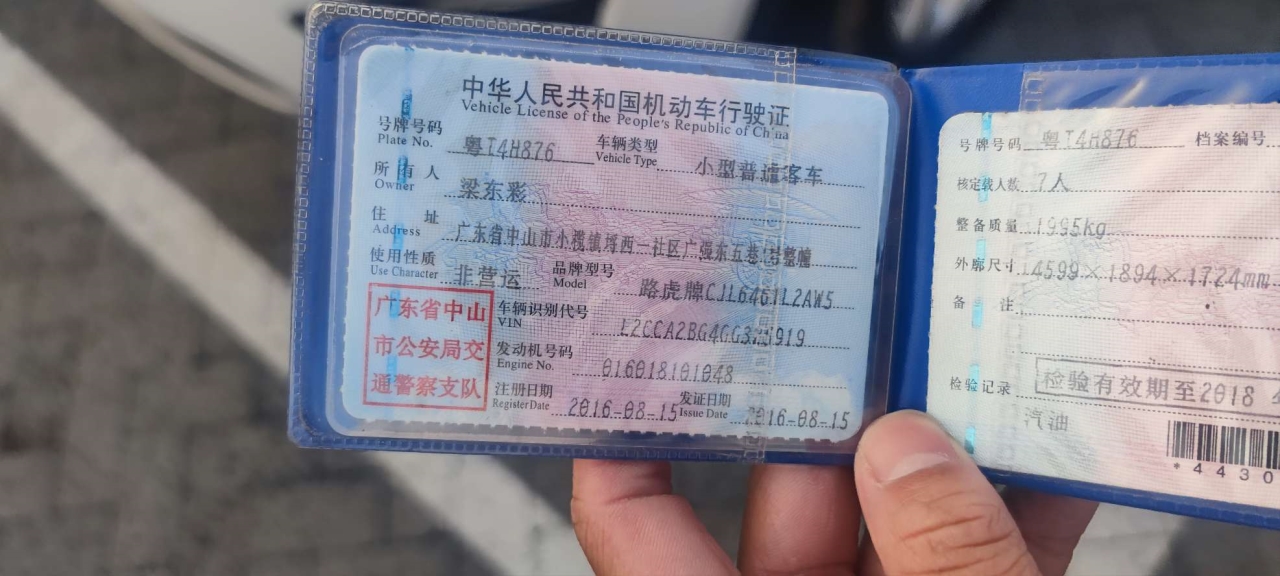 中华人民共和国机动车行驶证
Vehicle License of the People's Republic of China
号牌号码 粤T4H876 车辆类型 小型普通客车
Plate No. Vehicle Type
所有人 梁东彩
Owner
住址 广东省中山市小榄镇埒西一社区广强东五巷
Address
使用性质 非营运 品牌型号 路虎牌CJL6461L2AW5
Use Character Model
广东省中山
市公安局交
通警察支队
车辆识别代号
VIN
发动机号码 016018101048
Engine No.
注册日期 2016-08-15 发证日期 2016-08-15
Register Date Issue Date
号牌号码 粤T4H876 档案编号
核定载人数 7人
整备质量 1995kg
外廓尺寸 4599×1894×1724mm
备注
检验记录 检验有效期至2018
汽油
*4430